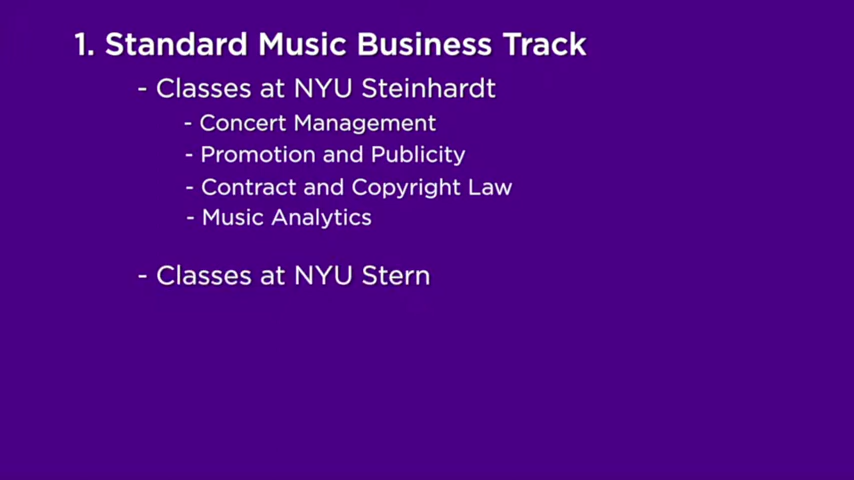 1. Standard Music Business Track
- Classes at NYU Steinhardt
- Concert Management
- Promotion and Publicity
- Contract and Copyright Law
- Music Analytics
- Classes at NYU Stern